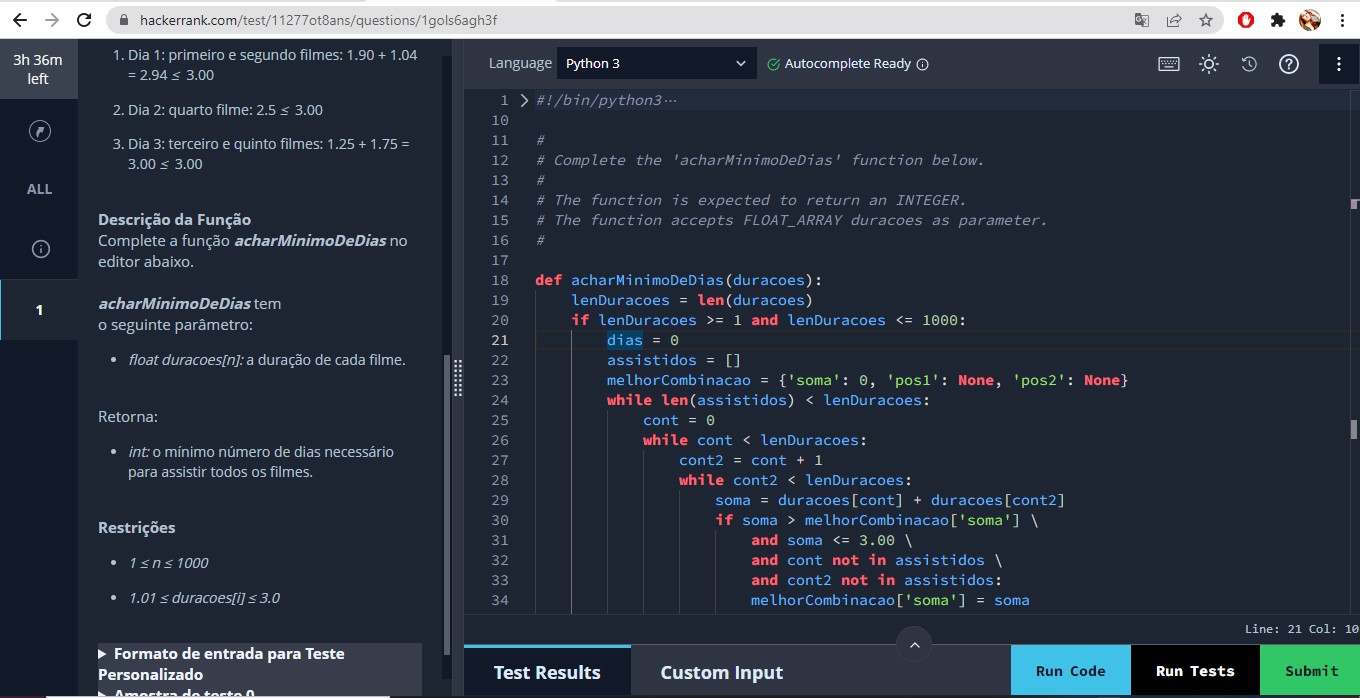 hackerrank.com/test/11277ot8ans/questions/1gols6agh3f
3h 36m
left
ALL
1
1. Dia 1: primeiro e segundo filmes: 1.90 + 1.04
= 2.94 ≤ 3.00
2. Dia 2: quarto filme: 2.5 ≤ 3.00
3. Dia 3: terceiro e quinto filmes: 1.25 + 1.75 =
3.00 ≤ 3.00
Descrição da Função
Complete a função acharMinimoDeDias no
editor abaixo.
acharMinimoDeDias tem
o seguinte parâmetro:
• float duracoes[n]: a duração de cada filme.
Retorna:
• int: o mínimo número de dias necessário
para assistir todos os filmes.
Restrições
• 1 ≤ n ≤ 1000
• 1.01 ≤ duracoes[i] ≤ 3.0
Formato de entrada para Teste
Personalizado
Amostra de teste 0
Language Python 3 Autocomplete Ready
1 #!/bin/python3···
10
11 #
12 # Complete the 'acharMinimoDeDias' function below.
13 #
14 # The function is expected to return an INTEGER.
15 # The function accepts FLOAT_ARRAY duracoes as parameter.
16 #
17
18 def acharMinimoDeDias(duracoes):
19 lenDuracoes = len(duracoes)
20 if lenDuracoes >= 1 and lenDuracoes <= 1000:
21 dias = 0
22 assistidos = []
23 melhorCombinacao = {'soma': 0, 'pos1': None, 'pos2': None}
24 while len(assistidos) < lenDuracoes:
25 cont = 0
26 while cont < lenDuracoes:
27 cont2 = cont + 1
28 while cont2 < lenDuracoes:
29 soma = duracoes[cont] + duracoes[cont2]
30 if soma > melhorCombinacao['soma'] \
31 and soma <= 3.00 \
32 and cont not in assistidos \
33 and cont2 not in assistidos:
34 melhorCombinacao['soma'] = soma
Line: 21 Col: 10
Test Results Custom Input Run Code Run Tests Submit